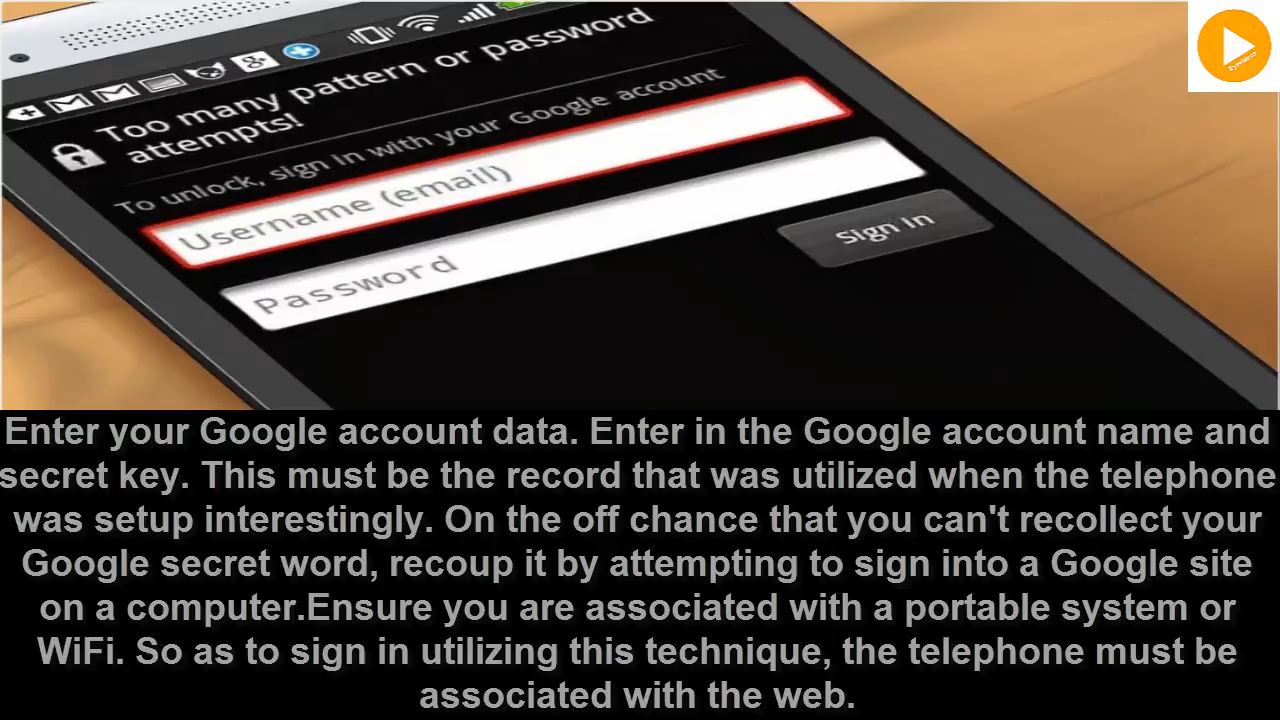 Too many pattern or password
attempts!
To unlock, sign in with your Google account
Username (email)
Password
Sign in
Enter your Google account data. Enter in the Google account name and
secret key. This must be the record that was utilized when the telephone
was setup interestingly. On the off chance that you can't recollect your
Google secret word, recoup it by attempting to sign into a Google site
on a computer.Ensure you are associated with a portable system or
WiFi. So as to sign in utilizing this technique, the telephone must be
associated with the web.